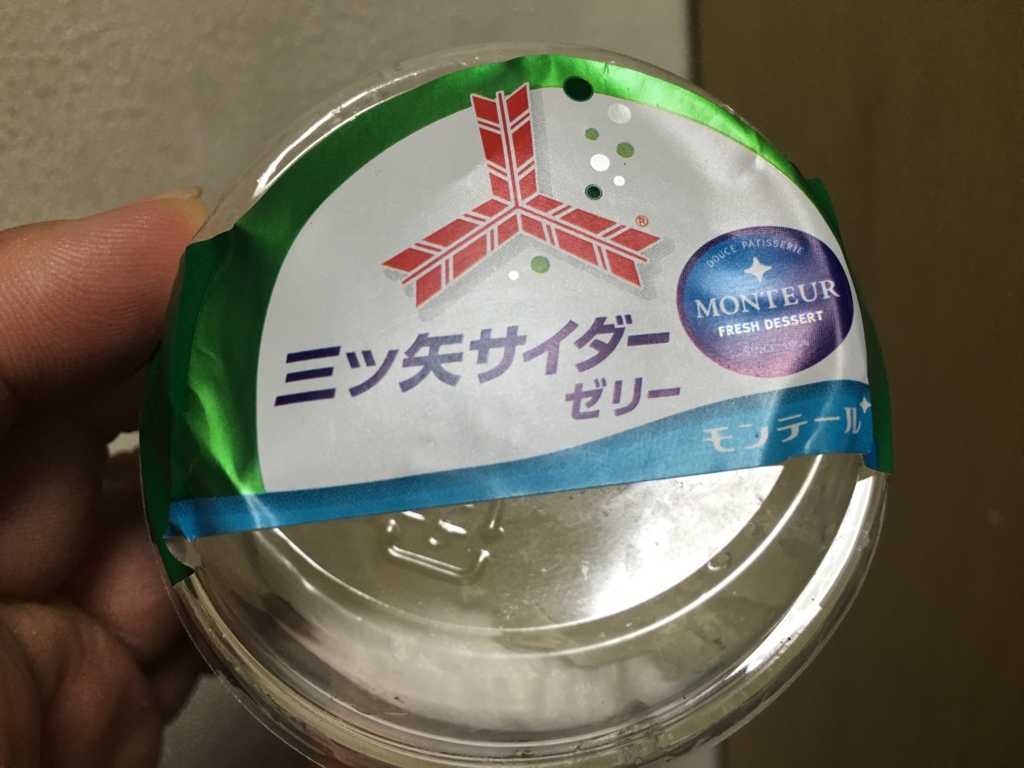 ®
DOUCE PATISSERIE
MONTEUR
FRESH DESSERT
三ツ矢サイダー
ゼリー
モンテール